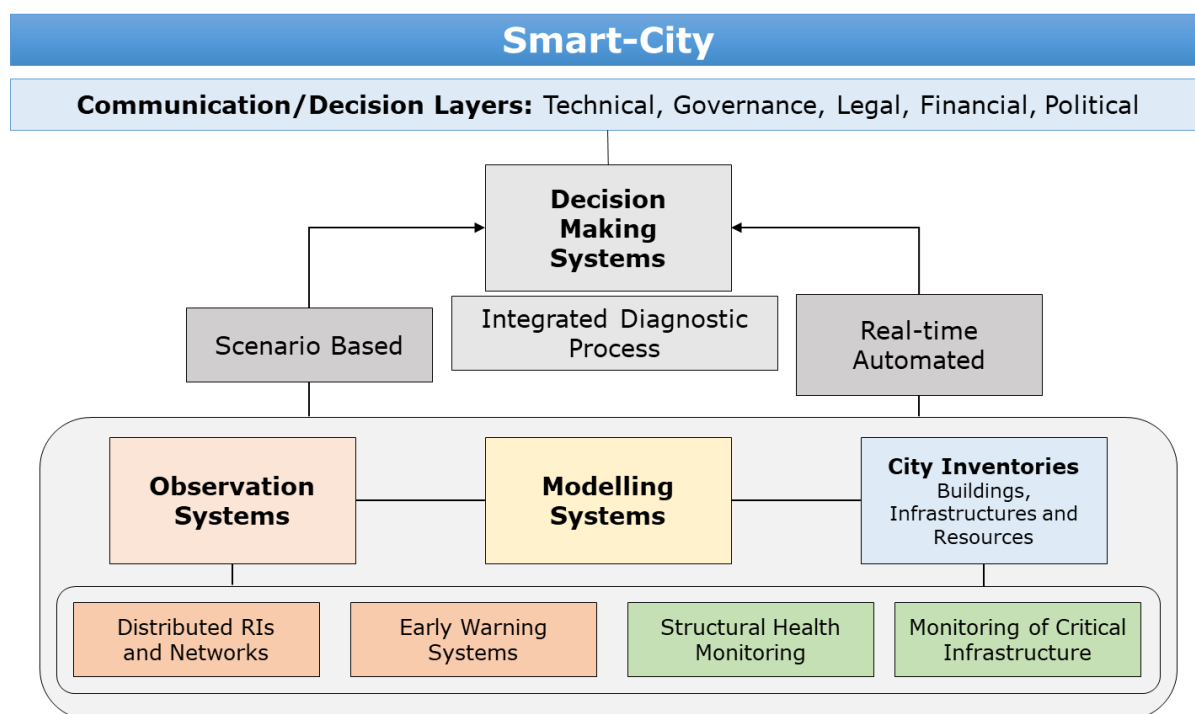 Smart-City
Communication/Decision Layers: Technical, Governance, Legal, Financial, Political
Decision
Making
Systems
Integrated Diagnostic
Process
Scenario Based
Real-time
Automated
Observation
Systems
Modelling
Systems
City Inventories
Buildings,
Infrastructures and
Resources
Distributed RIs
and Networks
Early Warning
Systems
Structural Health
Monitoring
Monitoring of Critical
Infrastructure